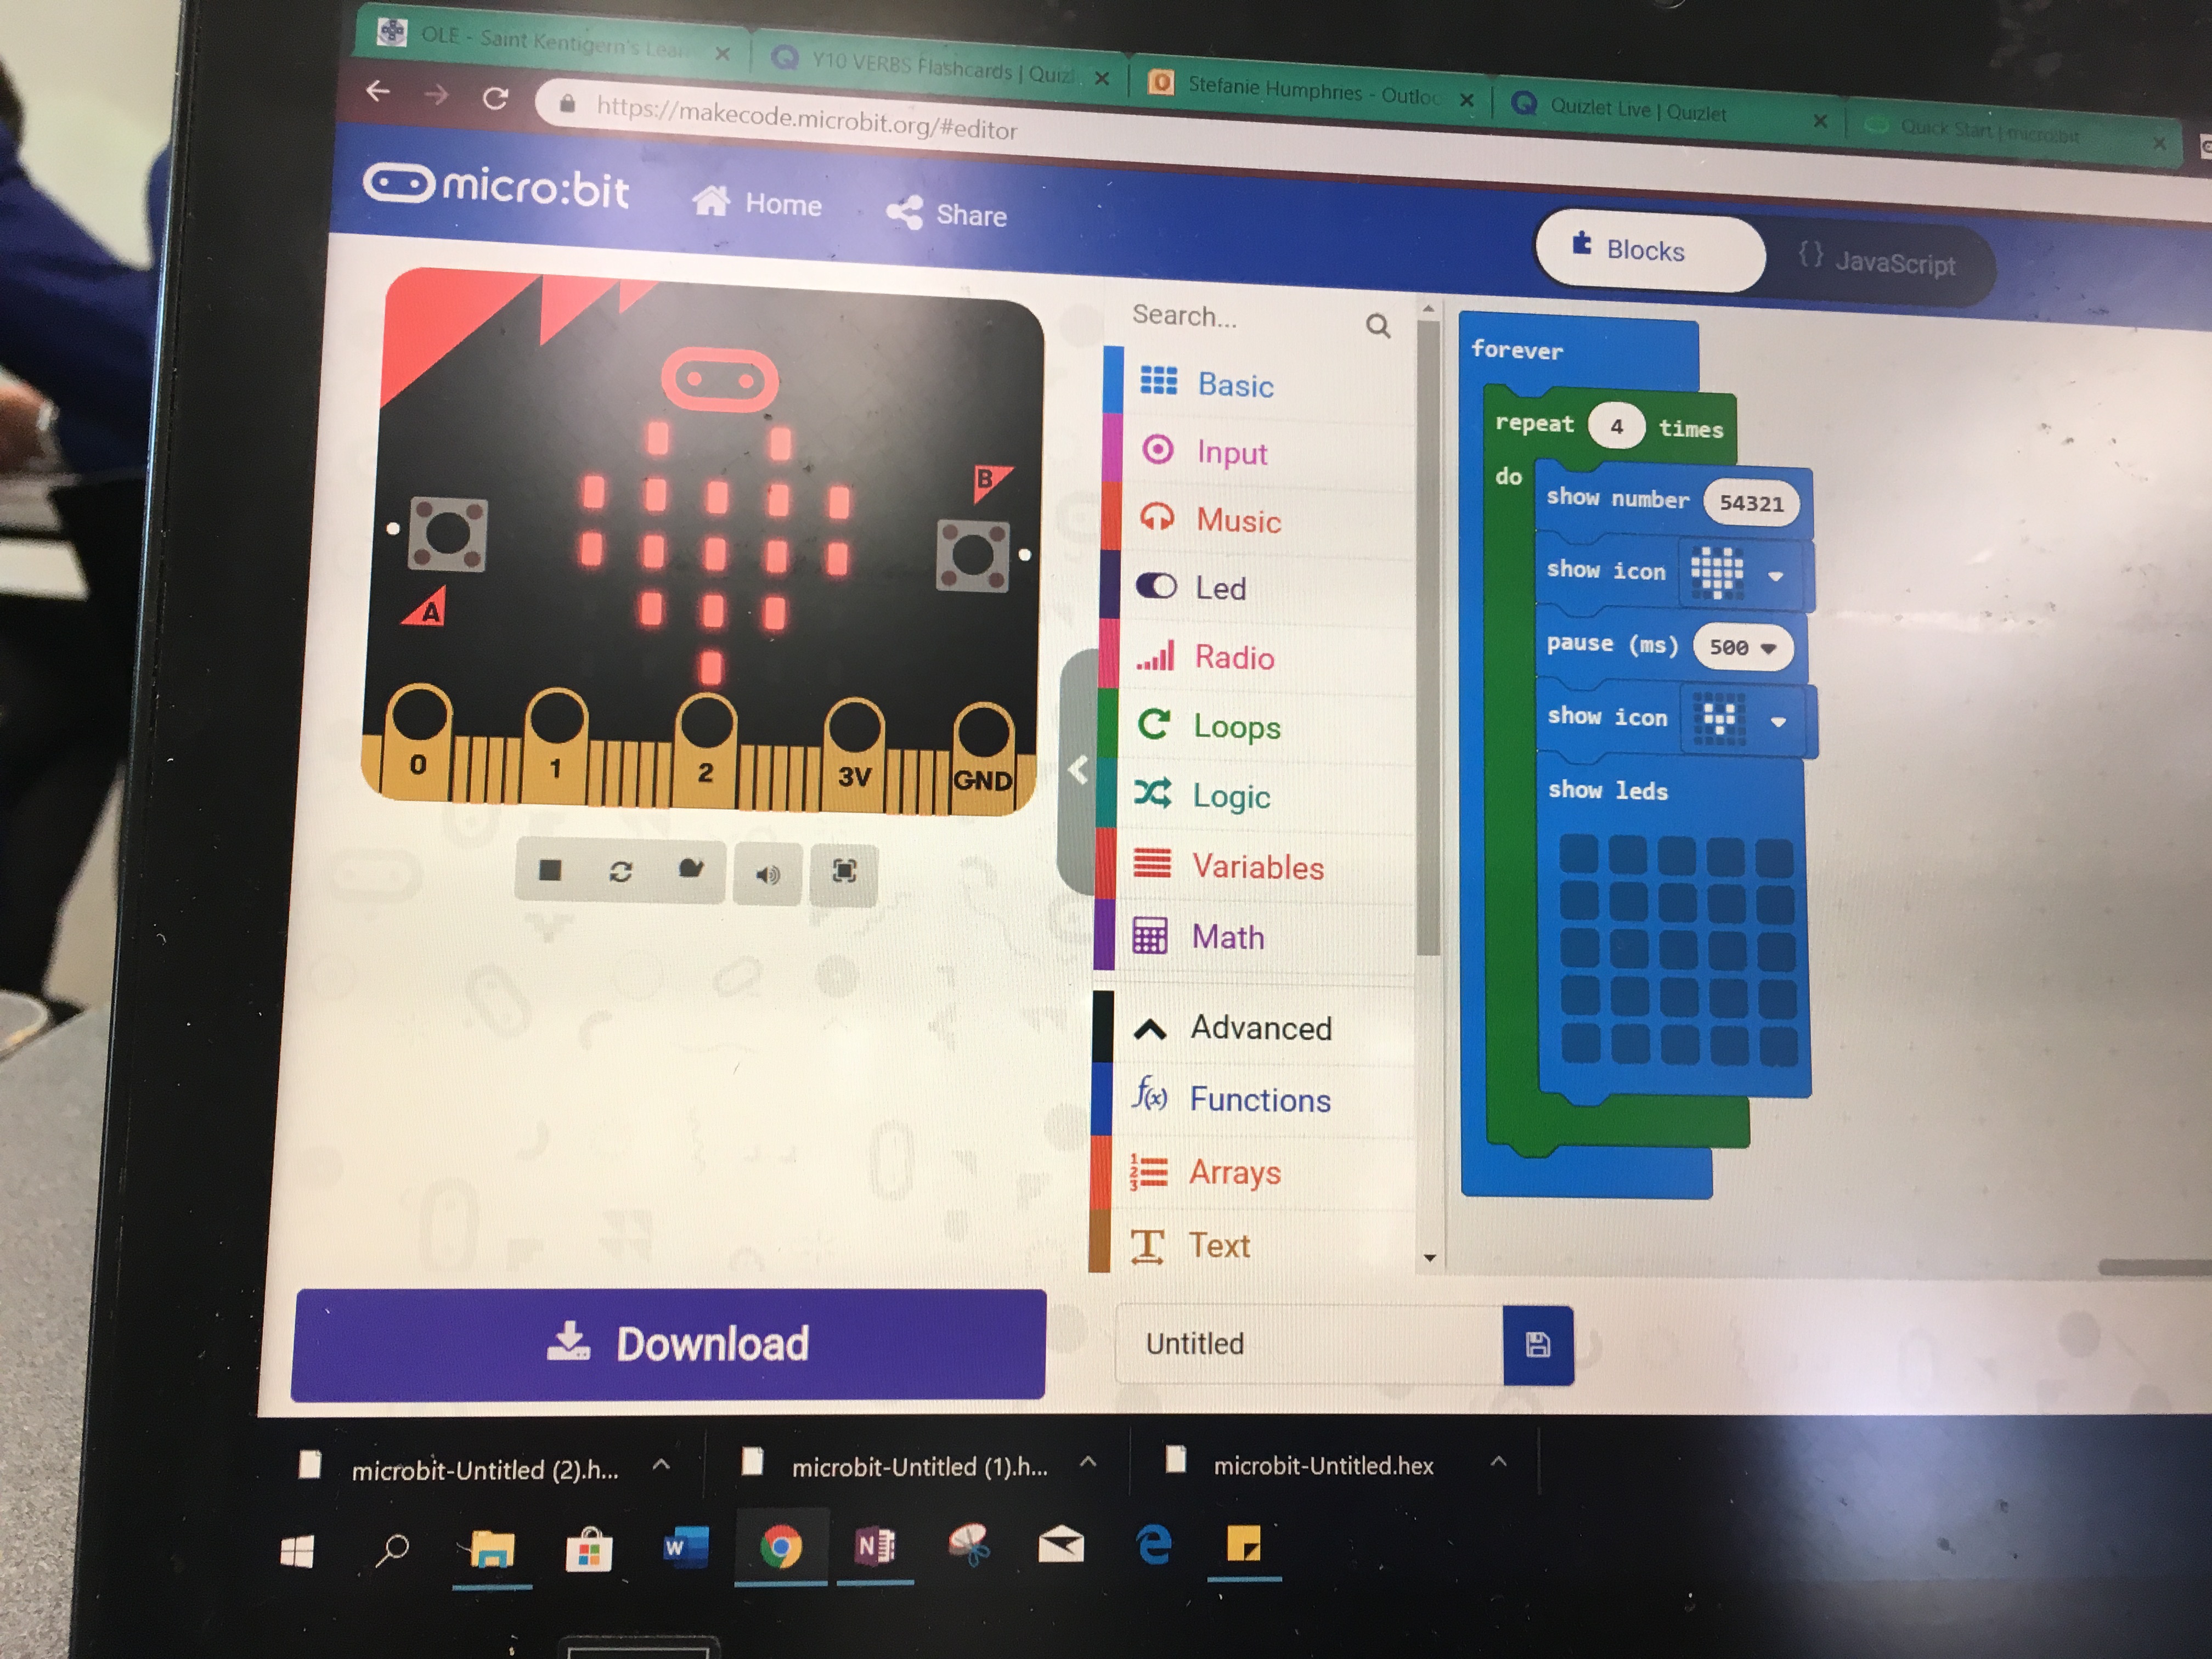 OLE - Saint Kentigern's Lear
Y10 VERBS Flashcards | Quizl
Stefanie Humphries - Outloo
Quizlet Live | Quizlet
Quick Start | micro:bit
https://makecode.microbit.org/#editor
micro:bit
Home
Share
Blocks
{} JavaScript
B
A
0
1
2
3V
GND
Search...
Basic
Input
Music
Led
Radio
Loops
Logic
Variables
Math
Advanced
f(x) Functions
Arrays
Text
forever
repeat 4 times
do
show number 54321
show icon
pause (ms) 500
show icon
show leds
Download
Untitled
microbit-Untitled (2).h...
microbit-Untitled (1).h...
microbit-Untitled.hex